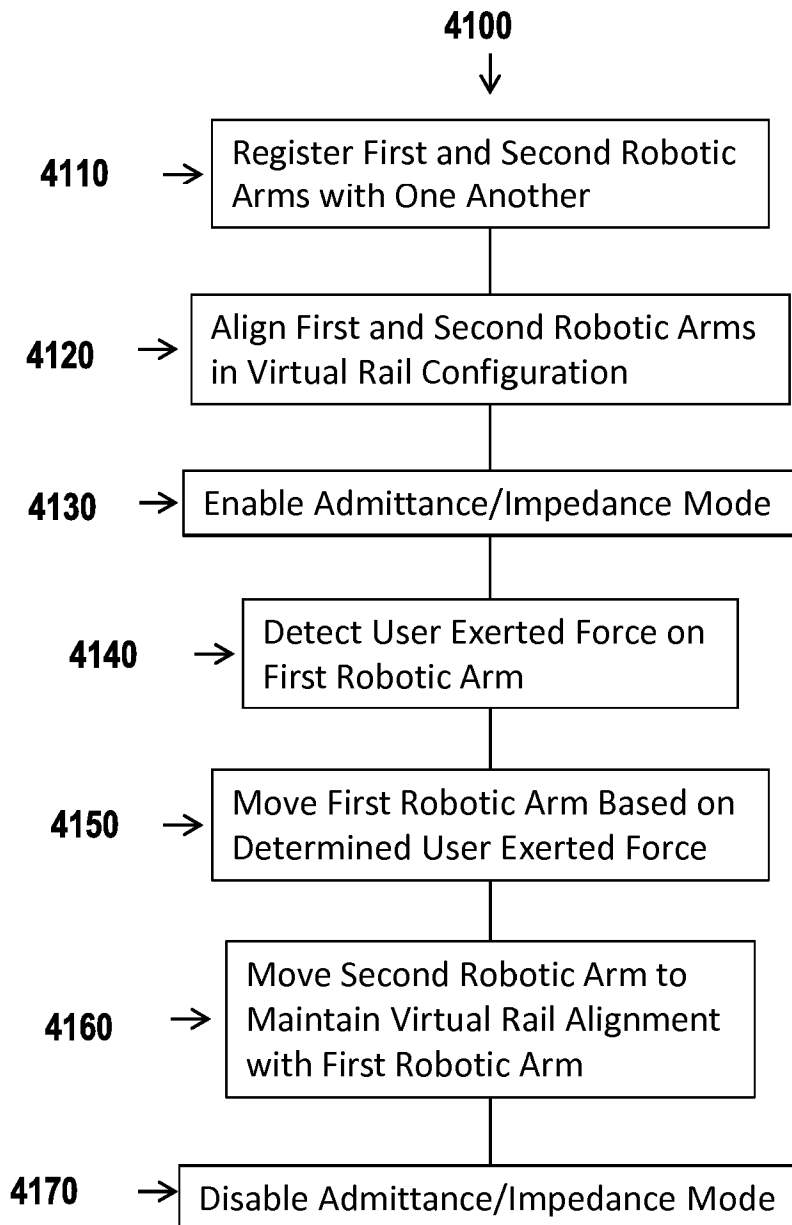 4100
4110
Register First and Second Robotic
Arms with One Another
4120
Align First and Second Robotic Arms
in Virtual Rail Configuration
4130
Enable Admittance/Impedance Mode
4140
Detect User Exerted Force on
First Robotic Arm
4150
Move First Robotic Arm Based on
Determined User Exerted Force
4160
Move Second Robotic Arm to
Maintain Virtual Rail Alignment
with First Robotic Arm
4170
Disable Admittance/Impedance Mode